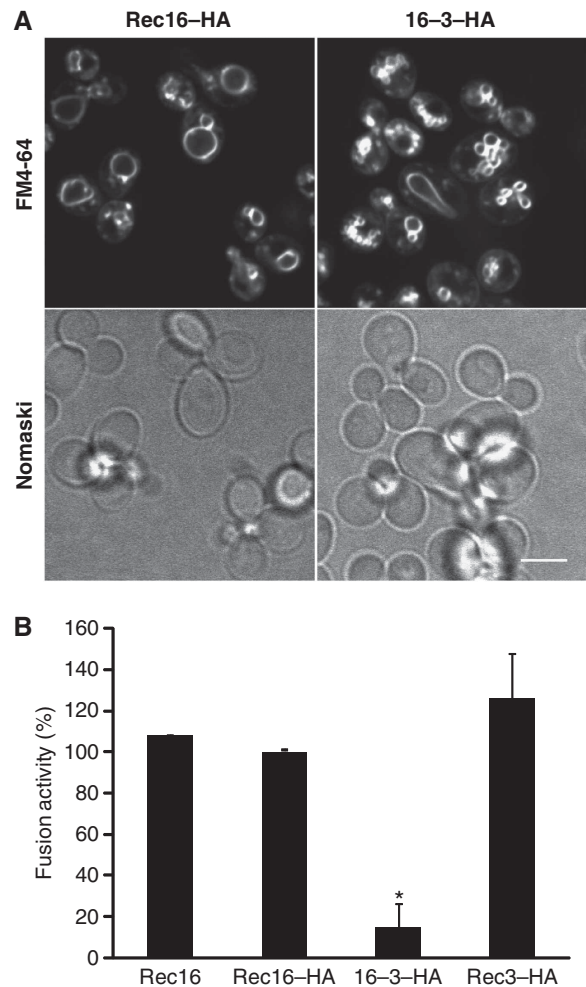 A
Rec16–HA
16–3–HA
FM4-64
Nomaski
B
Fusion activity (%)
160
140
120
100
80
60
40
20
0
*
Rec16
Rec16–HA
16–3–HA
Rec3–HA